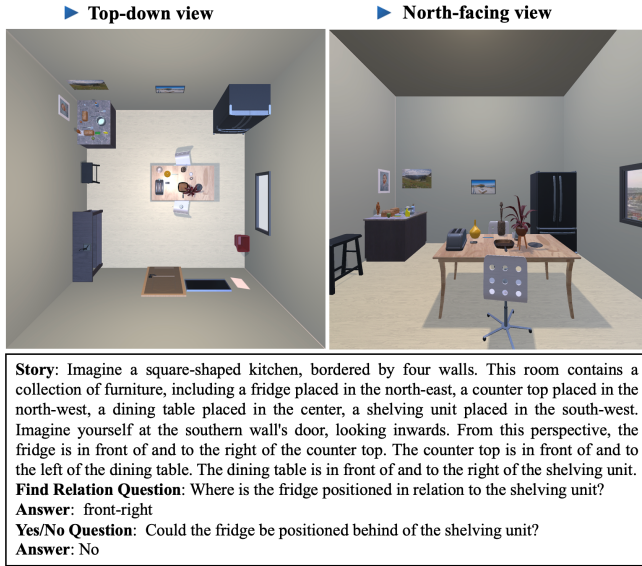 Top-down view
North-facing view
Story: Imagine a square-shaped kitchen, bordered by four walls. This room contains a
collection of furniture, including a fridge placed in the north-east, a counter top placed in the
north-west, a dining table placed in the center, a shelving unit placed in the south-west.
Imagine yourself at the southern wall's door, looking inwards. From this perspective, the
fridge is in front of and to the right of the counter top. The counter top is in front of and to
the left of the dining table. The dining table is in front of and to the right of the shelving unit.
Find Relation Question: Where is the fridge positioned in relation to the shelving unit?
Answer: front-right
Yes/No Question: Could the fridge be positioned behind of the shelving unit?
Answer: No